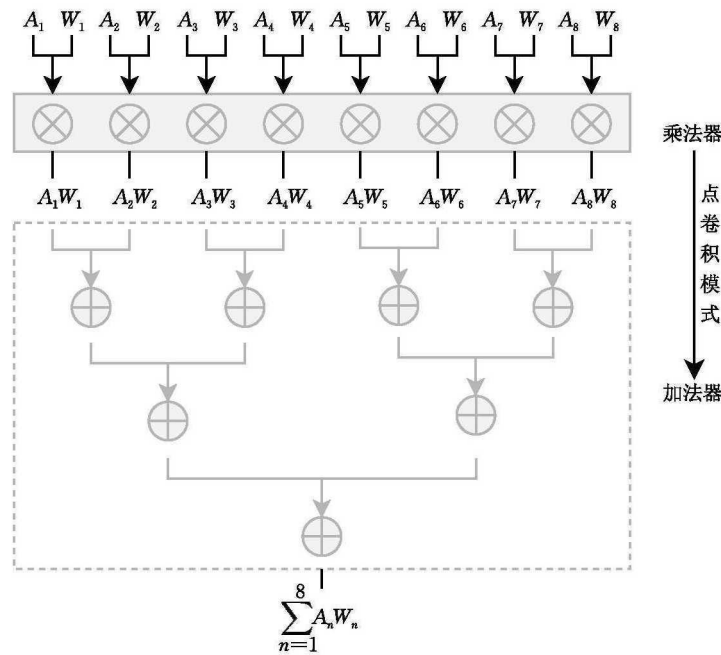 A₁ W₁ A₂ W₂ A₃ W₃ A₄ W₄ A₅ W₅ A₆ W₆ A₇ W₇ A₈ W₈
乘法器
A₁W₁ A₂W₂ A₃W₃ A₄W₄ A₅W₅ A₆W₆ A₇W₇ A₈W₈
点卷积模式
加法器
8
∑AₙWₙ
n=1